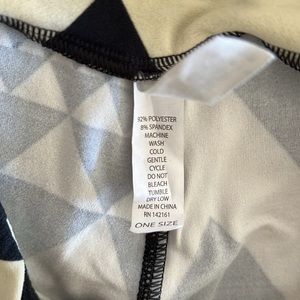 92% POLYESTER
8% SPANDEX
MACHINE
WASH
COLD
GENTLE
CYCLE
DO NOT
BLEACH
TUMBLE
DRY LOW
MADE IN CHINA
RN 142161
ONE SIZE